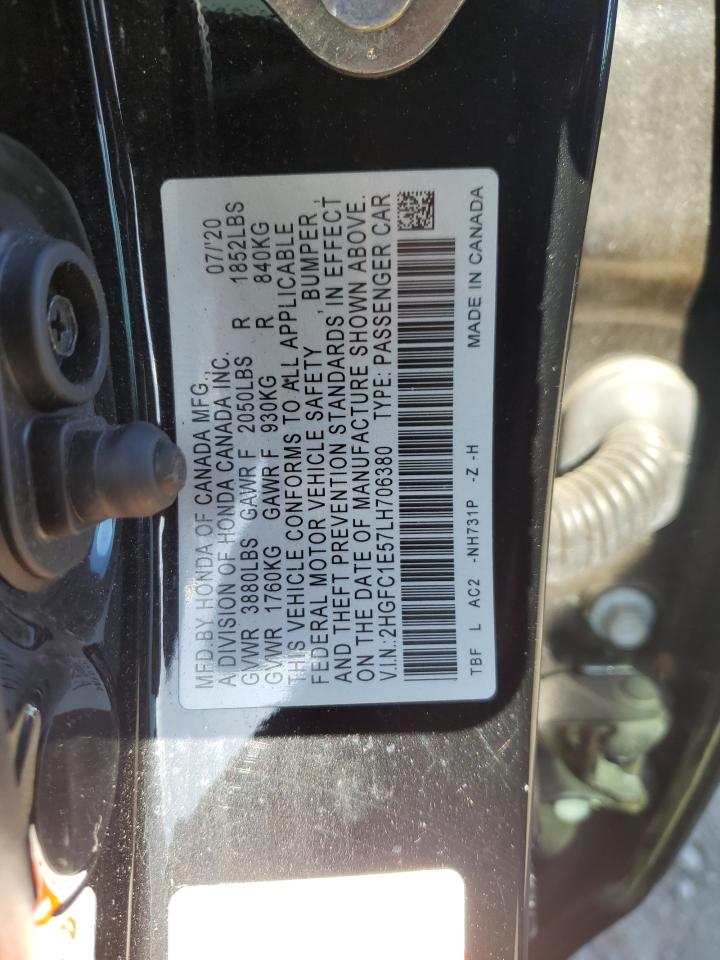 MFD.BY HONDA OF CANADA MFG., 07/'20
A DIVISION OF HONDA CANADA INC.
GVWR 3880LBS GAWR F 2050LBS R 1852LBS
GVWR 1760KG GAWR F 930KG R 840KG
THIS VEHICLE CONFORMS TO ALL APPLICABLE
FEDERAL MOTOR VEHICLE SAFETY , BUMPER ,
AND THEFT PREVENTION STANDARDS IN EFFECT
ON THE DATE OF MANUFACTURE SHOWN ABOVE.
V.I.N.:2HGFC1E57LH706380 TYPE: PASSENGER CAR
TBF L AC2 -NH731P -Z -H MADE IN CANADA